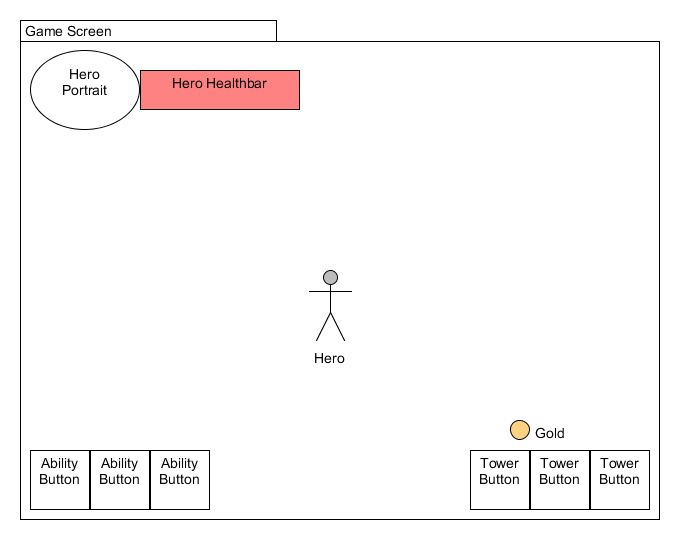 Game Screen
Hero
Portrait
Hero Healthbar
Hero
Gold
Ability
Button
Ability
Button
Ability
Button
Tower
Button
Tower
Button
Tower
Button